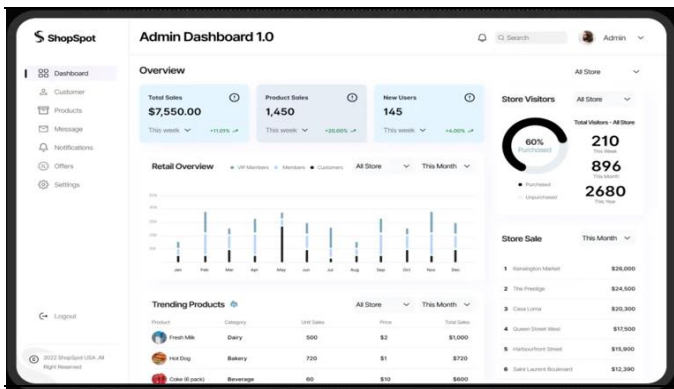 ShopSpot
Admin Dashboard 1.0
Search
Admin
Dashboard
Customer
Products
Message
Notifications
Offers
Settings
Logout
2022 ShopSpot USA. All
Right Reserved
Overview
All Store
Total Sales
$7,550.00
This week +11.01%
Product Sales
1,450
This week +20.00%
New Users
145
This week +4.00%
Retail Overview VIP Members Members Customers All Store This Month
Jan Feb Mar Apr May Jun Jul Aug Sep Oct Nov Dec
Trending Products All Store This Month
Product Category Unit Sales Price Total Sales
Fresh Milk Dairy 500 $2 $1,000
Hot Dog Bakery 720 $1 $720
Coke (6 pack) Beverage 60 $10 $600
Store Visitors All Store
60%
Purchased
Purchased
Unpurchased
Total Visitors - All Store
210
This Week
896
This Month
2680
This Year
Store Sale This Month
1 Kensington Market $26,000
2 The Prestige $24,500
3 Casa Loma $20,300
4 Queen Street West $17,500
5 Harbourfront Street $15,900
6 Saint Laurent Boulevard $12,390